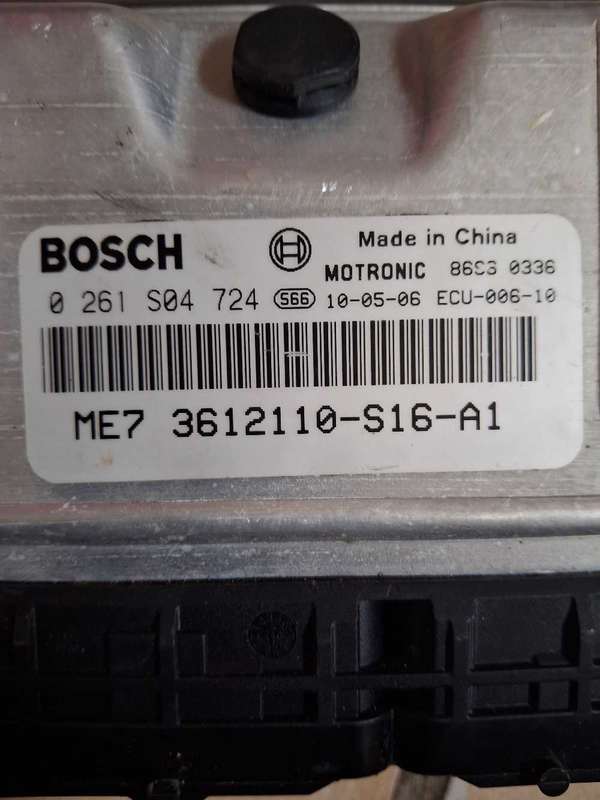 BOSCH
Made in China
MOTRONIC 86S3 0336
0 261 S04 724 S66 10-05-06 ECU-006-10
ME7 3612110-S16-A1